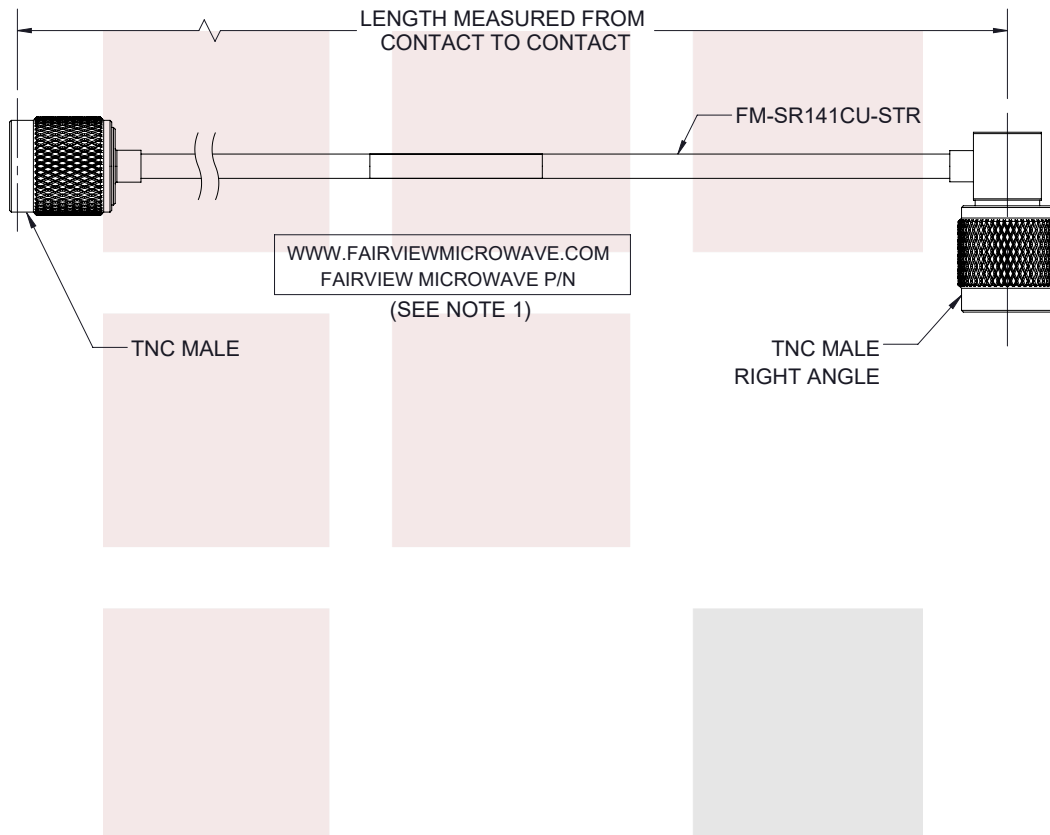 LENGTH MEASURED FROM
CONTACT TO CONTACT
FM-SR141CU-STR
WWW.FAIRVIEWMICROWAVE.COM
FAIRVIEW MICROWAVE P/N
(SEE NOTE 1)
TNC MALE
TNC MALE
RIGHT ANGLE